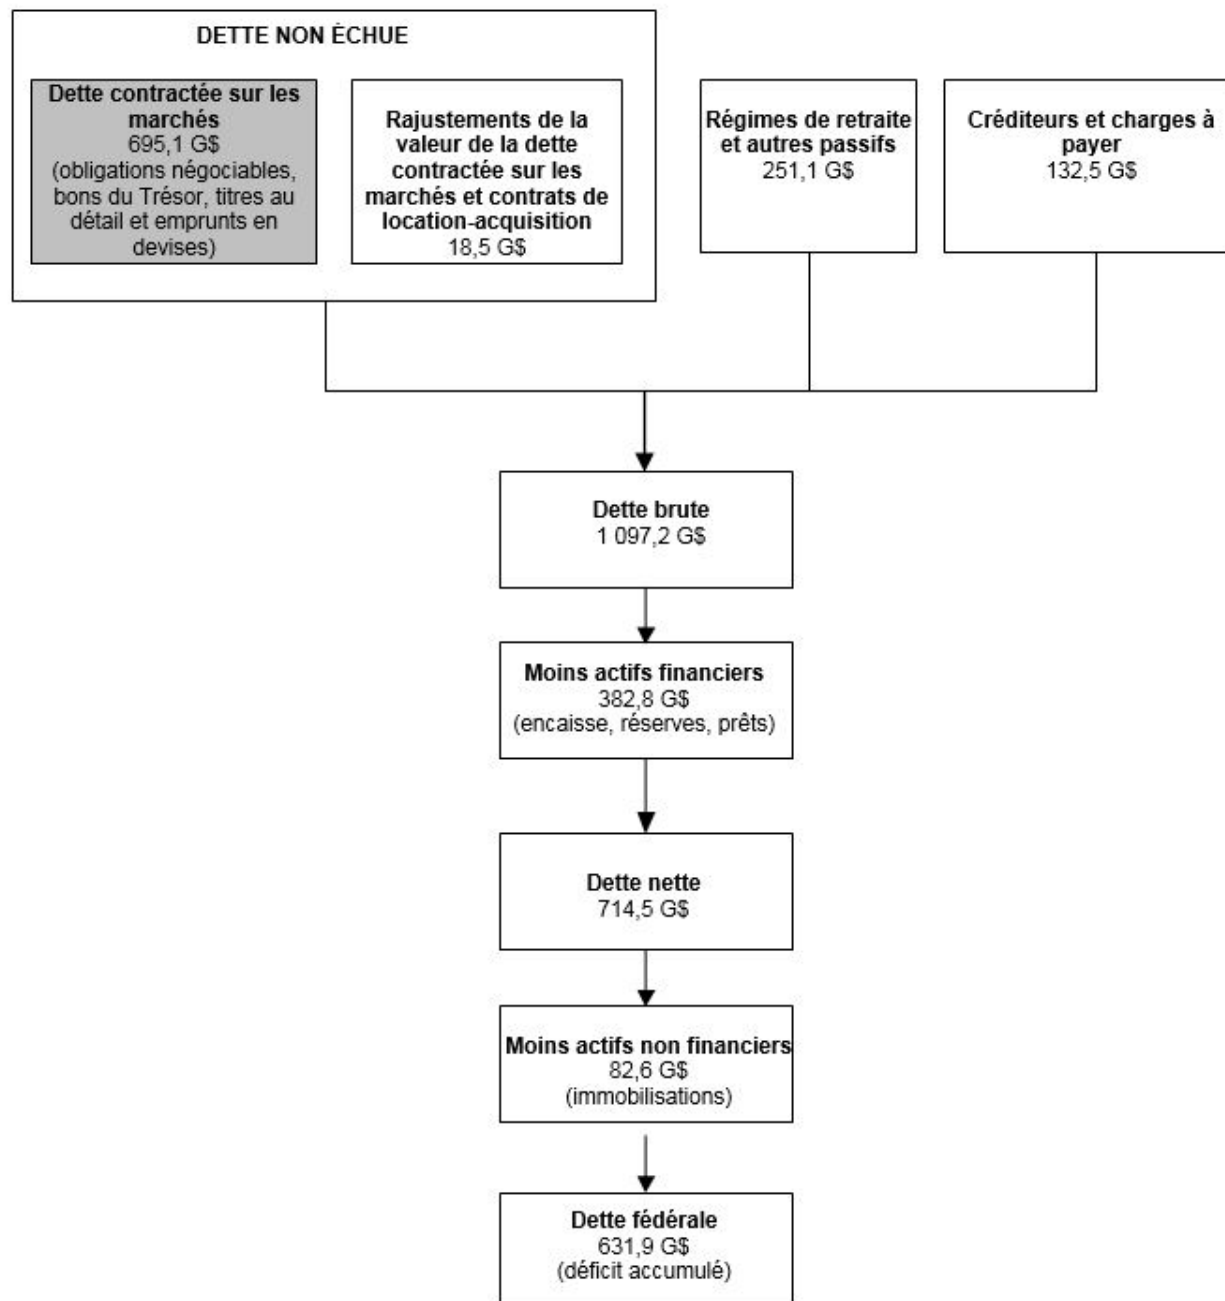 DETTE NON ÉCHUE
Dette contractée sur les
marchés
695,1 G$
(obligations négociables,
bons du Trésor, titres au
détail et emprunts en
devises)
Rajustements de la
valeur de la dette
contractée sur les
marchés et contrats de
location-acquisition
18,5 G$
Régimes de retraite
et autres passifs
251,1 G$
Créditeurs et charges à
payer
132,5 G$
Dette brute
1 097,2 G$
Moins actifs financiers
382,8 G$
(encaisse, réserves, prêts)
Dette nette
714,5 G$
Moins actifs non financiers
82,6 G$
(immobilisations)
Dette fédérale
631,9 G$
(déficit accumulé)